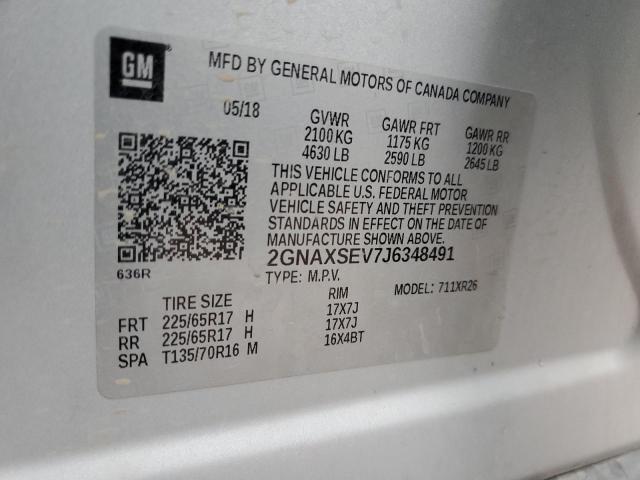 GM
MFD BY GENERAL MOTORS OF CANADA COMPANY
05/18 GVWR GAWR FRT GAWR RR
2100 KG 1175 KG 1200 KG
4630 LB 2590 LB 2645 LB
THIS VEHICLE CONFORMS TO ALL
APPLICABLE U.S. FEDERAL MOTOR
VEHICLE SAFETY AND THEFT PREVENTION
STANDARDS IN EFFECT ON THE DATE OF
MANUFACTURE SHOWN ABOVE.
2GNAXSEV7J6348491
636R
TYPE: M.P.V. MODEL: 711XR26
TIRE SIZE RIM
FRT 225/65R17 H 17X7J
RR 225/65R17 H 17X7J
SPA T135/70R16 M 16X4BT